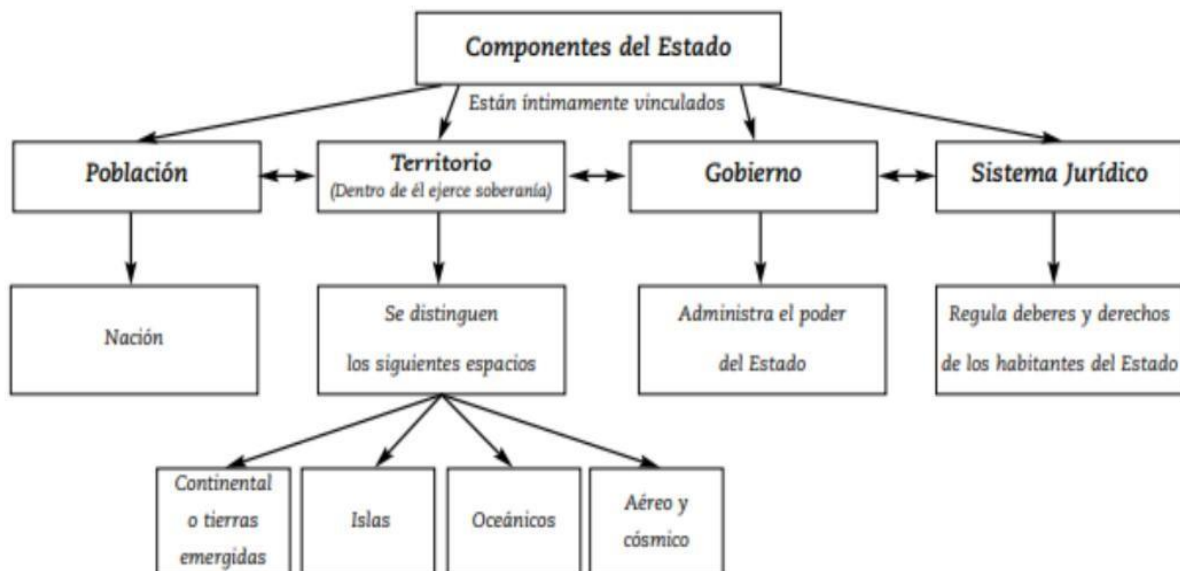 Componentes del Estado
Están íntimamente vinculados
Población
Territorio
(Dentro de él ejerce soberanía)
Gobierno
Sistema Jurídico
Nación
Se distinguen
los siguientes espacios
Administra el poder
del Estado
Regula deberes y derechos
de los habitantes del Estado
Continental
o tierras
emergidas
Islas
Oceánicos
Aéreo y
cósmico